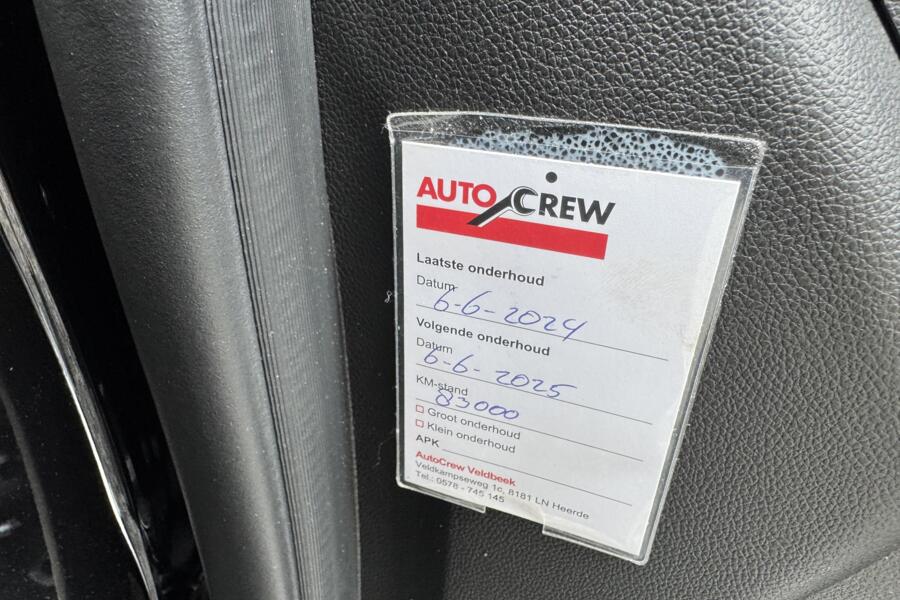 AUTO CREW
Laatste onderhoud
Datum
6-6-2024
Volgende onderhoud
Datum
6-6-2025
KM-stand
83000
Groot onderhoud
Klein onderhoud
APK
AutoCrew Veldbeek
Veldkampseweg 1c, 8181 LN Heerde
Tel.: 0578 - 745 145